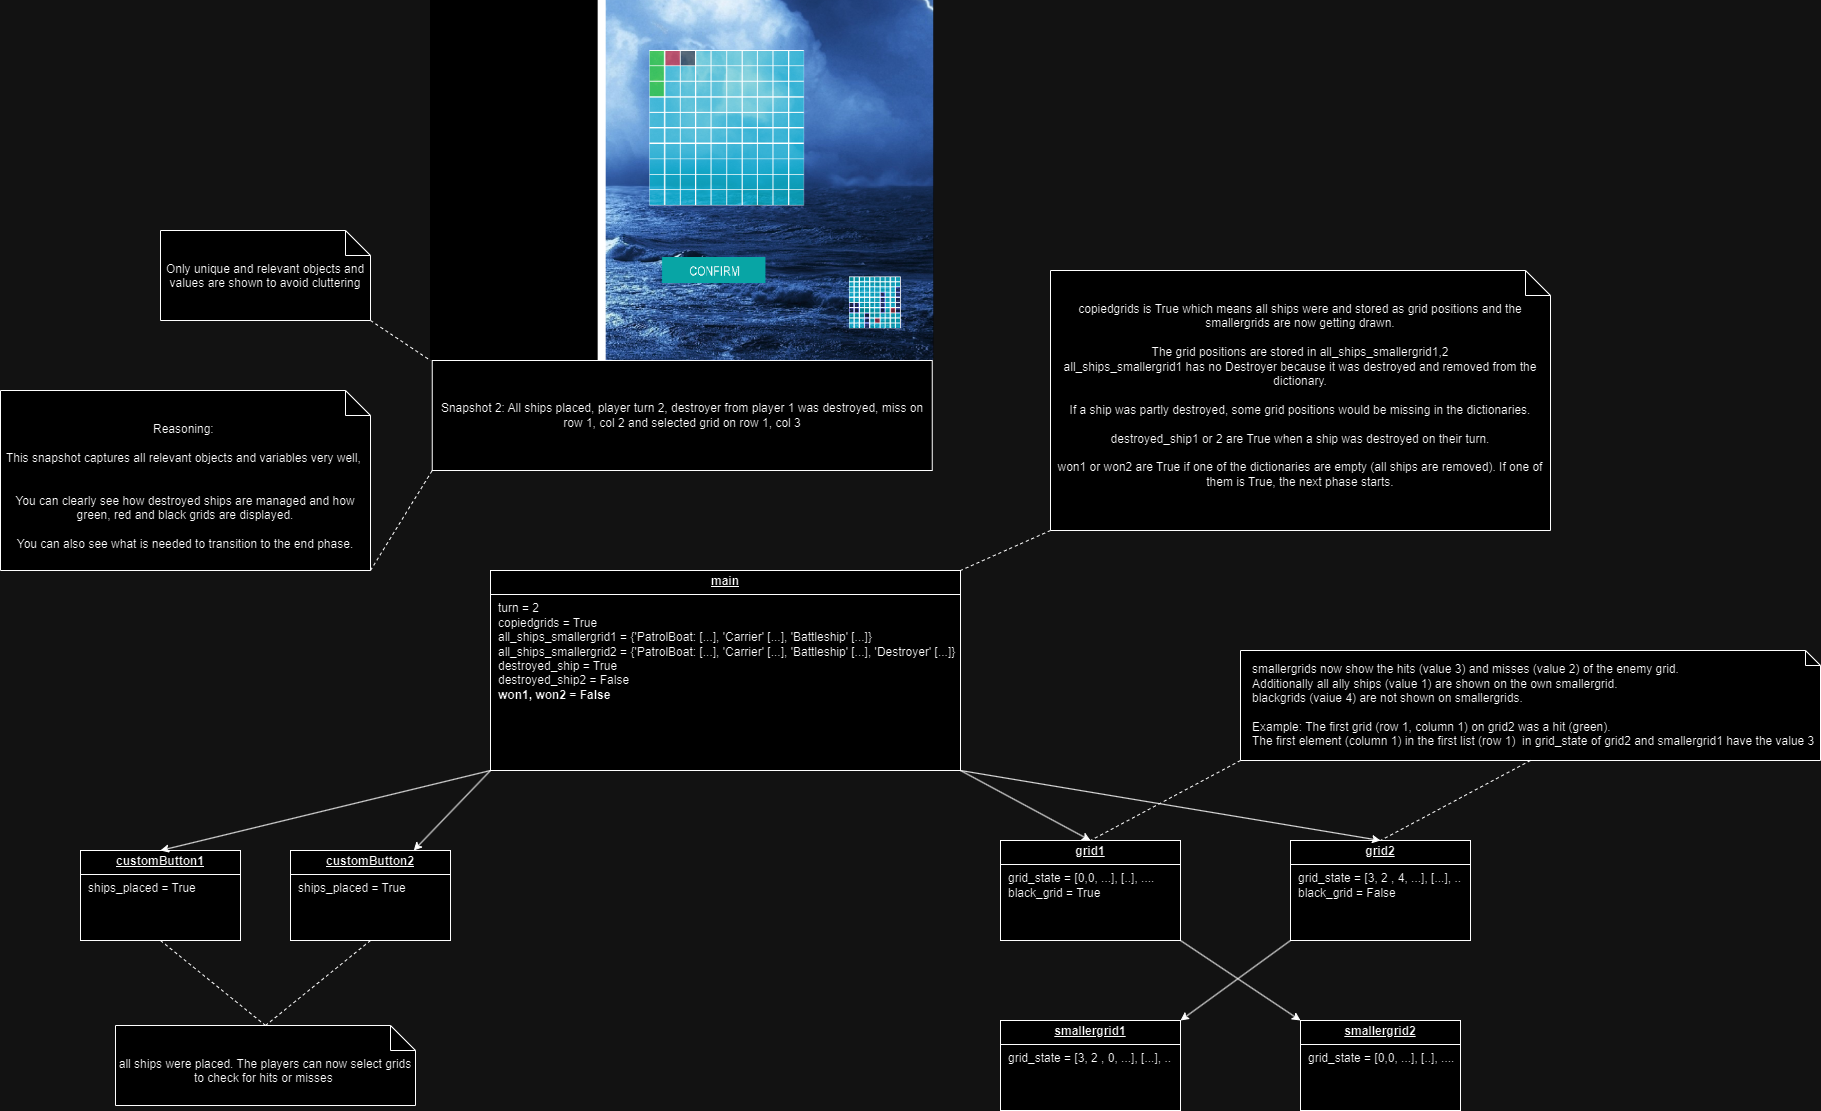 CONFIRM
Only unique and relevant objects and
values are shown to avoid cluttering
Snapshot 2: All ships placed, player turn 2, destroyer from player 1 was destroyed, miss on
row 1, col 2 and selected grid on row 1, col 3
Reasoning:
This snapshot captures all relevant objects and variables very well,
You can clearly see how destroyed ships are managed and how
green, red and black grids are displayed.
You can also see what is needed to transition to the end phase.
copiedgrids is True which means all ships were and stored as grid positions and the
smallergrids are now getting drawn.
The grid positions are stored in all_ships_smallergrid1,2
all_ships_smallergrid1 has no Destroyer because it was destroyed and removed from the
dictionary.
If a ship was partly destroyed, some grid positions would be missing in the dictionaries.
destroyed_ship1 or 2 are True when a ship was destroyed on their turn.
won1 or won2 are True if one of the dictionaries are empty (all ships are removed). If one of
them is True, the next phase starts.
main
turn = 2
copiedgrids = True
all_ships_smallergrid1 = {'PatrolBoat: [...], 'Carrier' [...], 'Battleship' [...]}
all_ships_smallergrid2 = {'PatrolBoat: [...], 'Carrier' [...], 'Battleship' [...], 'Destroyer' [...]}
destroyed_ship = True
destroyed_ship2 = False
won1, won2 = False
smallergrids now show the hits (value 3) and misses (value 2) of the enemy grid.
Additionally all ally ships (value 1) are shown on the own smallergrid.
blackgrids (vaiue 4) are not shown on smallergrids.
Example: The first grid (row 1, column 1) on grid2 was a hit (green).
The first element (column 1) in the first list (row 1)  in grid_state of grid2 and smallergrid1 have the value 3
customButton1
ships_placed = True
customButton2
ships_placed = True
grid1
grid_state = [0,0, ...], [..], ....
black_grid = True
grid2
grid_state = [3, 2 , 4, ...], [...], ..
black_grid = False
all ships were placed. The players can now select grids
to check for hits or misses
smallergrid1
grid_state = [3, 2 , 0, ...], [...], ..
smallergrid2
grid_state = [0,0, ...], [..], ....